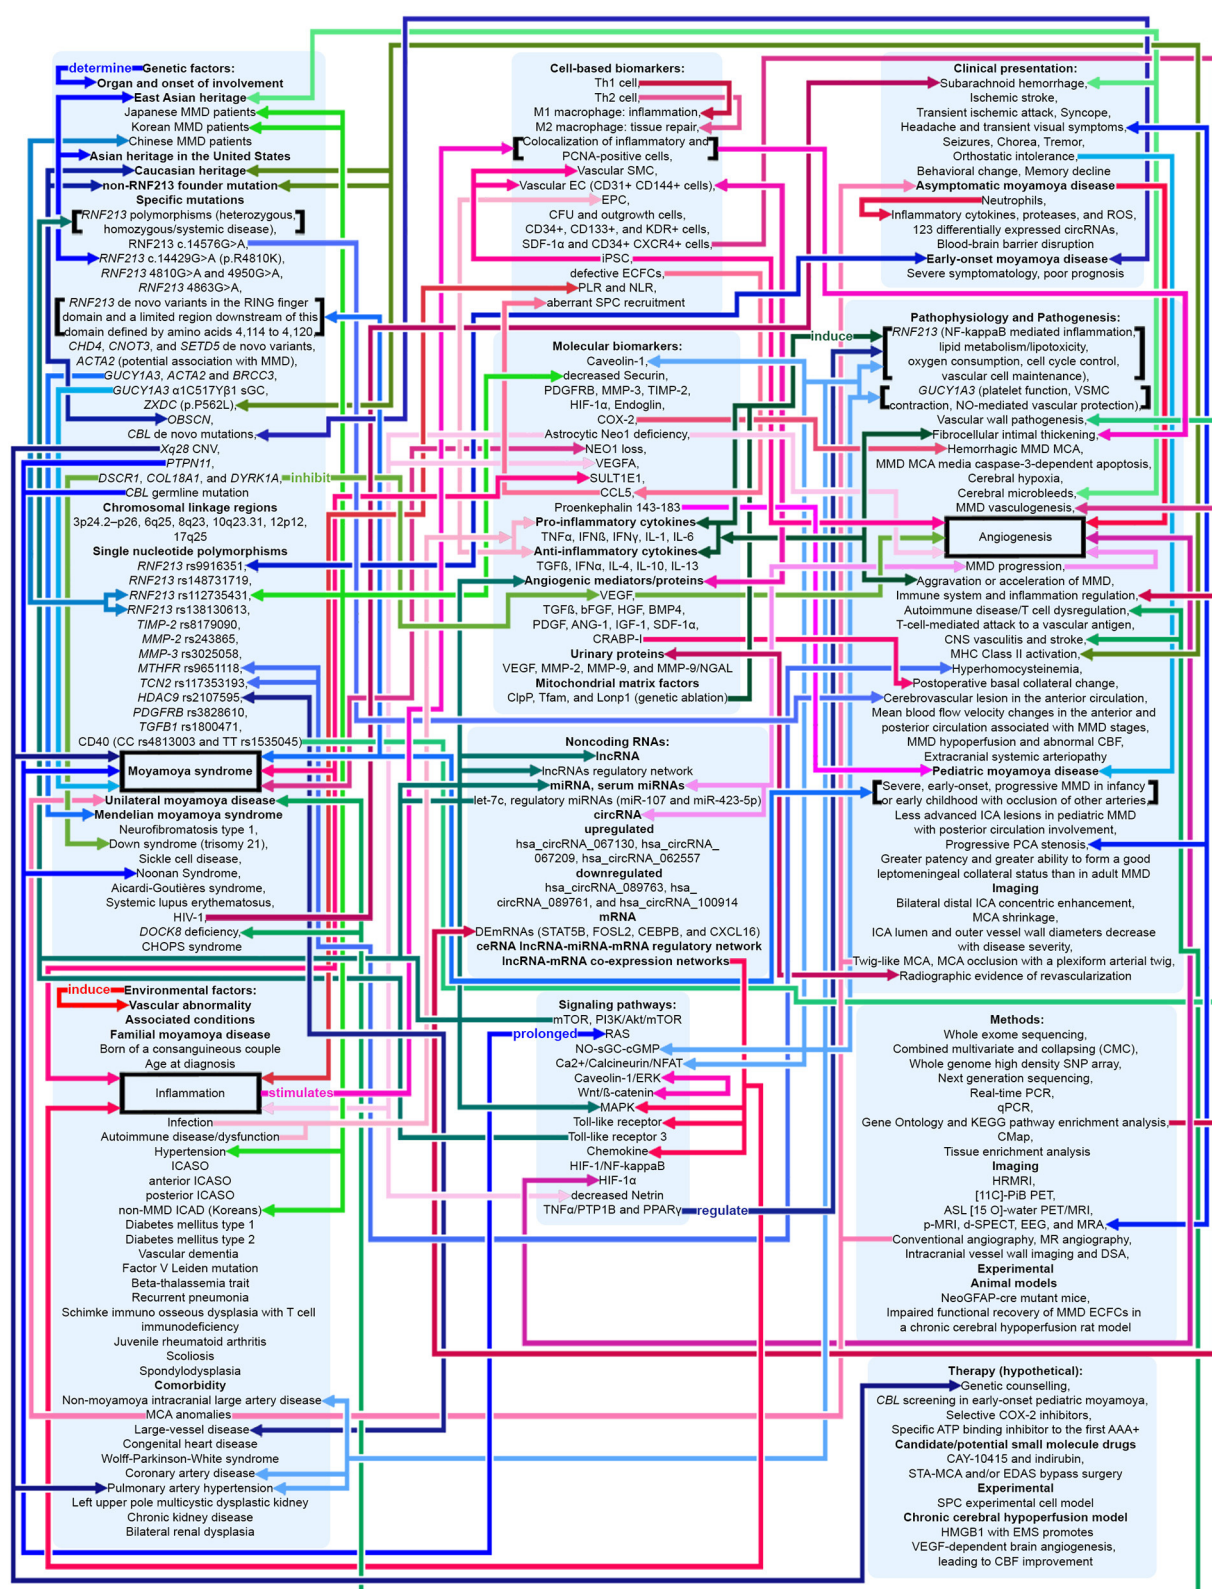 determine
Genetic factors:
Organ and onset of involvement
East Asian heritage
Japanese MMD patients
Korean MMD patients
Chinese MMD patients
Asian heritage in the United States
Caucasian heritage
non-RNF213 founder mutation
Specific mutations
RNF213 polymorphisms (heterozygous,
homozygous/systemic disease),
RNF213 c.14576G>A,
RNF213 c.14429G>A (p.R4810K),
RNF213 4810G>A and 4950G>A,
RNF213 4863G>A,
RNF213 de novo variants in the RING finger
domain and a limited region downstream of this
domain defined by amino acids 4,114 to 4,120,
CHD4, CNOT3, and SETD5 de novo variants,
ACTA2 (potential association with MMD),
GUCY1A3, ACTA2 and BRCC3,
GUCY1A3 α1C517Yβ1 sGC,
ZXDC (p.P562L),
OBSCN,
CBL de novo mutations,
Xq28 CNV,
PTPN11,
DSCR1, COL18A1, and DYRK1A,
inhibit
CBL germline mutation
Chromosomal linkage regions
3p24.2–p26, 6q25, 8q23, 10q23.31, 12p12,
17q25
Single nucleotide polymorphisms
RNF213 rs9916351,
RNF213 rs148731719,
RNF213 rs112735431,
RNF213 rs138130613,
TIMP-2 rs8179090,
MMP-2 rs243865,
MMP-3 rs3025058,
MTHFR rs9651118,
TCN2 rs117353193,
HDAC9 rs2107595,
PDGFRB rs3828610,
TGFB1 rs1800471,
CD40 (CC rs4813003 and TT rs1535045)
Moyamoya syndrome
Unilateral moyamoya disease
Mendelian moyamoya syndrome
Neurofibromatosis type 1,
Down syndrome (trisomy 21),
Sickle cell disease,
Noonan Syndrome,
Aicardi-Goutières syndrome,
Systemic lupus erythematosus,
HIV-1,
DOCK8 deficiency,
CHOPS syndrome
induce
Environmental factors:
Vascular abnormality
Associated conditions
Familial moyamoya disease
Born of a consanguineous couple
Age at diagnosis
Inflammation
stimulates
Infection
Autoimmune disease/dysfunction
Hypertension
ICASO
anterior ICASO
posterior ICASO
non-MMD ICAD (Koreans)
Diabetes mellitus type 1
Diabetes mellitus type 2
Vascular dementia
Factor V Leiden mutation
Beta-thalassemia trait
Recurrent pneumonia
Schimke immuno osseous dysplasia with T cell
immunodeficiency
Juvenile rheumatoid arthritis
Scoliosis
Spondylodysplasia
Comorbidity
Non-moyamoya intracranial large artery disease
MCA anomalies
Large-vessel disease
Congenital heart disease
Wolff-Parkinson-White syndrome
Coronary artery disease
Pulmonary artery hypertension
Left upper pole multicystic dysplastic kidney
Chronic kidney disease
Bilateral renal dysplasia
Cell-based biomarkers:
Th1 cell,
Th2 cell,
M1 macrophage: inflammation,
M2 macrophage: tissue repair,
Colocalization of inflammatory and
PCNA-positive cells,
Vascular SMC,
Vascular EC (CD31+ CD144+ cells),
EPC,
CFU and outgrowth cells,
CD34+, CD133+, and KDR+ cells,
SDF-1α and CD34+ CXCR4+ cells,
iPSC,
defective ECFCs,
PLR and NLR,
aberrant SPC recruitment
Molecular biomarkers:
Caveolin-1,
decreased Securin,
PDGFRB, MMP-3, TIMP-2,
HIF-1α, Endoglin,
COX-2,
Astrocytic Neo1 deficiency,
NEO1 loss,
VEGFA,
SULT1E1,
CCL5,
Proenkephalin 143-183
Pro-inflammatory cytokines
TNFα, IFNß, IFNγ, IL-1, IL-6
Anti-inflammatory cytokines
TGFß, IFNα, IL-4, IL-10, IL-13
Angiogenic mediators/proteins
VEGF,
TGFß, bFGF, HGF, BMP4,
PDGF, ANG-1, IGF-1, SDF-1α,
CRABP-I
Urinary proteins
VEGF, MMP-2, MMP-9, and MMP-9/NGAL
Mitochondrial matrix factors
ClpP, Tfam, and Lonp1 (genetic ablation)
Noncoding RNAs:
lncRNA
lncRNAs regulatory network
miRNA, serum miRNAs
let-7c, regulatory miRNAs (miR-107 and miR-423-5p)
circRNA
upregulated
hsa_circRNA_067130, hsa_circRNA_
067209, hsa_circRNA_062557
downregulated
hsa_circRNA_089763, hsa_
circRNA_089761, and hsa_circRNA_100914
mRNA
DEmRNAs (STAT5B, FOSL2, CEBPB, and CXCL16)
ceRNA lncRNA-miRNA-mRNA regulatory network
lncRNA-mRNA co-expression networks
Signaling pathways:
mTOR, PI3K/Akt/mTOR
prolonged
RAS
NO-sGC-cGMP
Ca2+/Calcineurin/NFAT
Caveolin-1/ERK
Wnt/ß-catenin
MAPK
Toll-like receptor
Toll-like receptor 3
Chemokine
HIF-1/NF-kappaB
HIF-1α
decreased Netrin
TNFα/PTP1B and PPARγ
regulate
Clinical presentation:
Subarachnoid hemorrhage,
Ischemic stroke,
Transient ischemic attack, Syncope,
Headache and transient visual symptoms,
Seizures, Chorea, Tremor,
Orthostatic intolerance,
Behavioral change, Memory decline
Asymptomatic moyamoya disease
Neutrophils,
Inflammatory cytokines, proteases, and ROS,
123 differentially expressed circRNAs,
Blood-brain barrier disruption
Early-onset moyamoya disease
Severe symptomatology, poor prognosis
Pathophysiology and Pathogenesis:
induce
RNF213 (NF-kappaB mediated inflammation,
lipid metabolism/lipotoxicity,
oxygen consumption, cell cycle control,
vascular cell maintenance),
GUCY1A3 (platelet function, VSMC
contraction, NO-mediated vascular protection),
Vascular wall pathogenesis,
Fibrocellular intimal thickening,
Hemorrhagic MMD MCA,
MMD MCA media caspase-3-dependent apoptosis,
Cerebral hypoxia,
Cerebral microbleeds,
MMD vasculogenesis,
Angiogenesis
MMD progression,
Aggravation or acceleration of MMD,
Immune system and inflammation regulation,
Autoimmune disease/T cell dysregulation,
T-cell-mediated attack to a vascular antigen,
CNS vasculitis and stroke,
MHC Class II activation,
Hyperhomocysteinemia,
Postoperative basal collateral change,
Cerebrovascular lesion in the anterior circulation,
Mean blood flow velocity changes in the anterior and
posterior circulation associated with MMD stages,
MMD hypoperfusion and abnormal CBF,
Extracranial systemic arteriopathy
Pediatric moyamoya disease
Severe, early-onset, progressive MMD in infancy
or early childhood with occlusion of other arteries,
Less advanced ICA lesions in pediatric MMD
with posterior circulation involvement,
Progressive PCA stenosis,
Greater patency and greater ability to form a good
leptomeningeal collateral status than in adult MMD
Imaging
Bilateral distal ICA concentric enhancement,
MCA shrinkage,
ICA lumen and outer vessel wall diameters decrease
with disease severity,
Twig-like MCA, MCA occlusion with a plexiform arterial twig,
Radiographic evidence of revascularization
Methods:
Whole exome sequencing,
Combined multivariate and collapsing (CMC),
Whole genome high density SNP array,
Next generation sequencing,
Real-time PCR,
qPCR,
Gene Ontology and KEGG pathway enrichment analysis,
CMap,
Tissue enrichment analysis
Imaging
HRMRI,
[11C]-PiB PET,
ASL [15 O]-water PET/MRI,
p-MRI, d-SPECT, EEG, and MRA,
Conventional angiography, MR angiography,
Intracranial vessel wall imaging and DSA,
Experimental
Animal models
NeoGFAP-cre mutant mice,
Impaired functional recovery of MMD ECFCs in
a chronic cerebral hypoperfusion rat model
Therapy (hypothetical):
Genetic counselling,
CBL screening in early-onset pediatric moyamoya,
Selective COX-2 inhibitors,
Specific ATP binding inhibitor to the first AAA+
Candidate/potential small molecule drugs
CAY-10415 and indirubin,
STA-MCA and/or EDAS bypass surgery
Experimental
SPC experimental cell model
Chronic cerebral hypoperfusion model
HMGB1 with EMS promotes
VEGF-dependent brain angiogenesis,
leading to CBF improvement